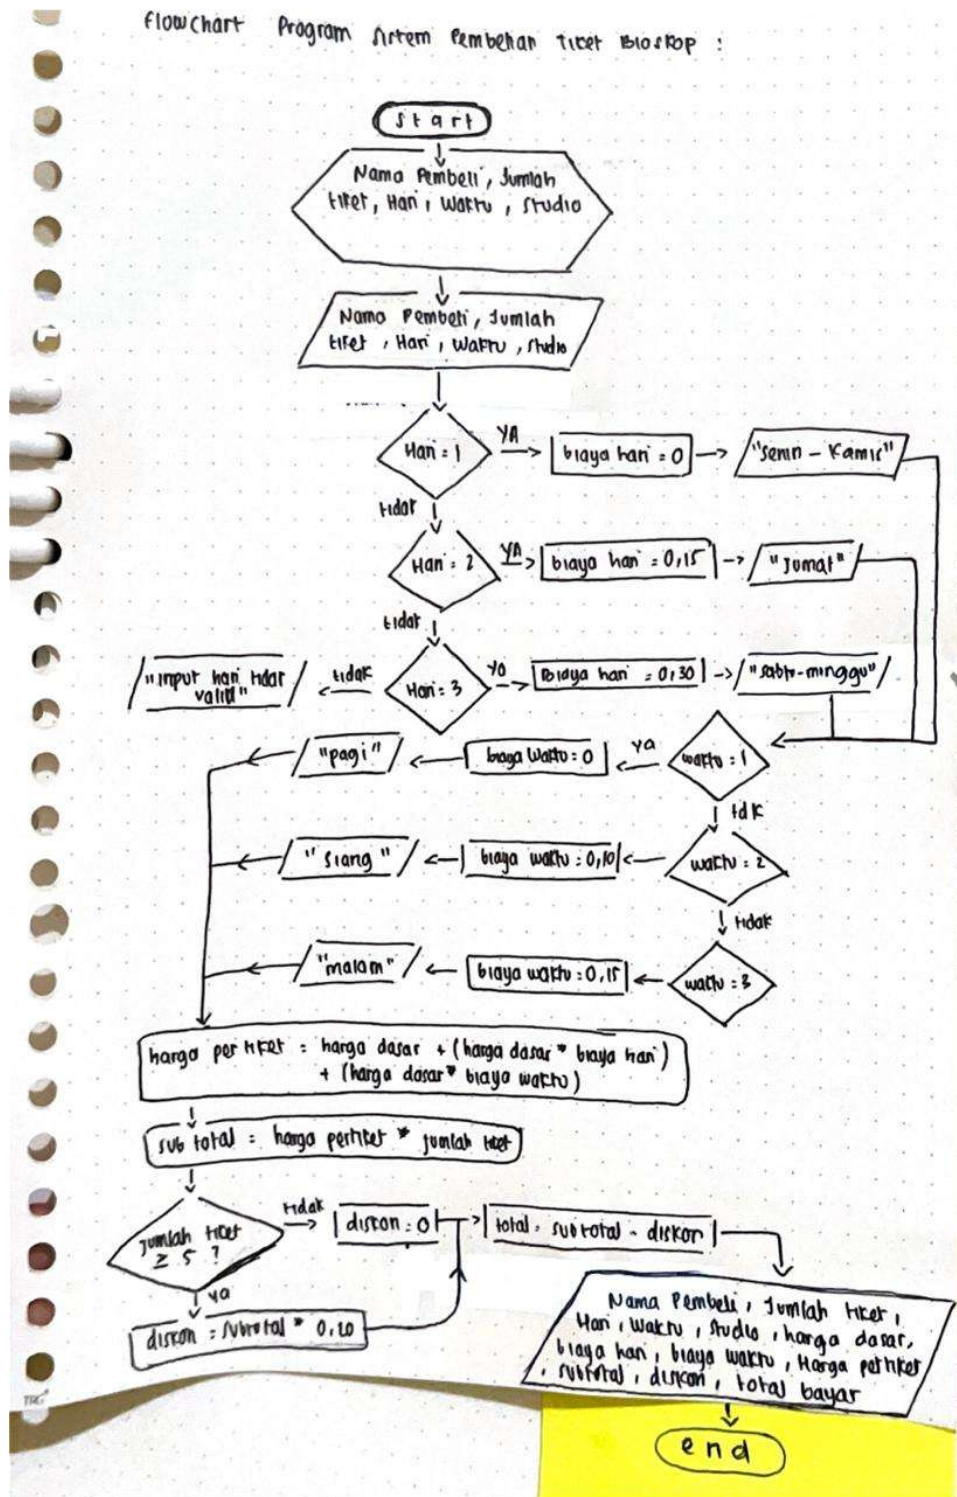 Flowchart Program Sistem Pembelian Tiket Bioskop :
Start
Nama Pembeli, Jumlah
tiket, Hari, Waktu, Studio
Nama Pembeli, Jumlah
tiket, Hari, Waktu, Studio
Hari = 1
YA
biaya hari = 0
"Senin - Kamis"
tidak
Hari = 2
YA
biaya hari = 0,15
"Jumat"
tidak
"input hari tidak
valid"
tidak
Hari = 3
ya
Biaya hari = 0,30
"sabtu-minggu"
"pagi"
biaya Waktu = 0
ya
waktu = 1
tdk
"siang"
biaya waktu = 0,10
waktu = 2
tidak
"malam"
biaya waktu = 0,15
waktu = 3
harga per tiket = harga dasar + (harga dasar * biaya hari)
+ (harga dasar * biaya waktu)
sub total = harga pertiket * jumlah tiket
jumlah tiket
≥ 5 ?
tidak
diskon = 0
total = subtotal - diskon
ya
diskon = subtotal * 0,20
Nama Pembeli, Jumlah tiket,
Hari, Waktu, Studio, harga dasar,
biaya hari, biaya waktu, Harga pertiket
, subtotal, diskon, total bayar
end